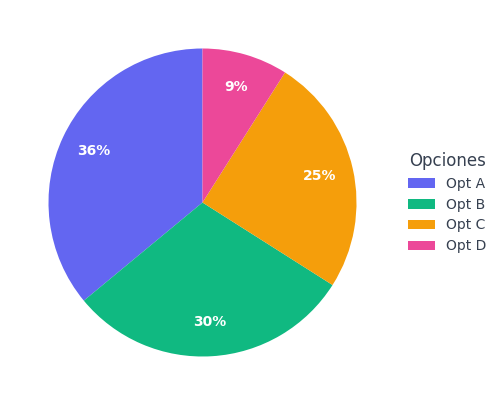 9%
36%
25%
30%
Opciones
Opt A
Opt B
Opt C
Opt D